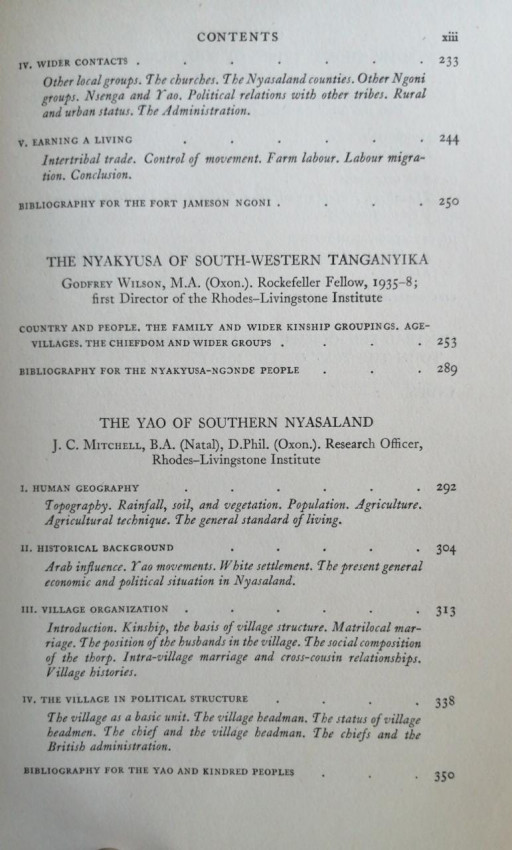 CONTENTS xiii
IV. WIDER CONTACTS . . . . . . . 233
Other local groups. The churches. The Nyasaland counties. Other Ngoni
groups. Nsenga and Yao. Political relations with other tribes. Rural
and urban status. The Administration.
V. EARNING A LIVING . . . . . . 244
Intertribal trade. Control of movement. Farm labour. Labour migra-
tion. Conclusion.
BIBLIOGRAPHY FOR THE FORT JAMESON NGONI . . . . 250
THE NYAKYUSA OF SOUTH-WESTERN TANGANYIKA
GODFREY WILSON, M.A. (Oxon.). Rockefeller Fellow, 1935–8;
first Director of the Rhodes–Livingstone Institute
COUNTRY AND PEOPLE. THE FAMILY AND WIDER KINSHIP GROUPINGS. AGE-
VILLAGES. THE CHIEFDOM AND WIDER GROUPS . . . . 253
BIBLIOGRAPHY FOR THE NYAKYUSA-NGƆNDƐ PEOPLE . . . 289
THE YAO OF SOUTHERN NYASALAND
J. C. MITCHELL, B.A. (Natal), D.Phil. (Oxon.). Research Officer,
Rhodes–Livingstone Institute
I. HUMAN GEOGRAPHY . . . . . . 292
Topography. Rainfall, soil, and vegetation. Population. Agriculture.
Agricultural technique. The general standard of living.
II. HISTORICAL BACKGROUND . . . . . 304
Arab influence. Yao movements. White settlement. The present general
economic and political situation in Nyasaland.
III. VILLAGE ORGANIZATION . . . . . . 313
Introduction. Kinship, the basis of village structure. Matrilocal mar-
riage. The position of the husbands in the village. The social composition
of the thorp. Intra-village marriage and cross-cousin relationships.
Village histories.
IV. THE VILLAGE IN POLITICAL STRUCTURE . . . . 338
The village as a basic unit. The village headman. The status of village
headmen. The chief and the village headman. The chiefs and the
British administration.
BIBLIOGRAPHY FOR THE YAO AND KINDRED PEOPLES . . . 350